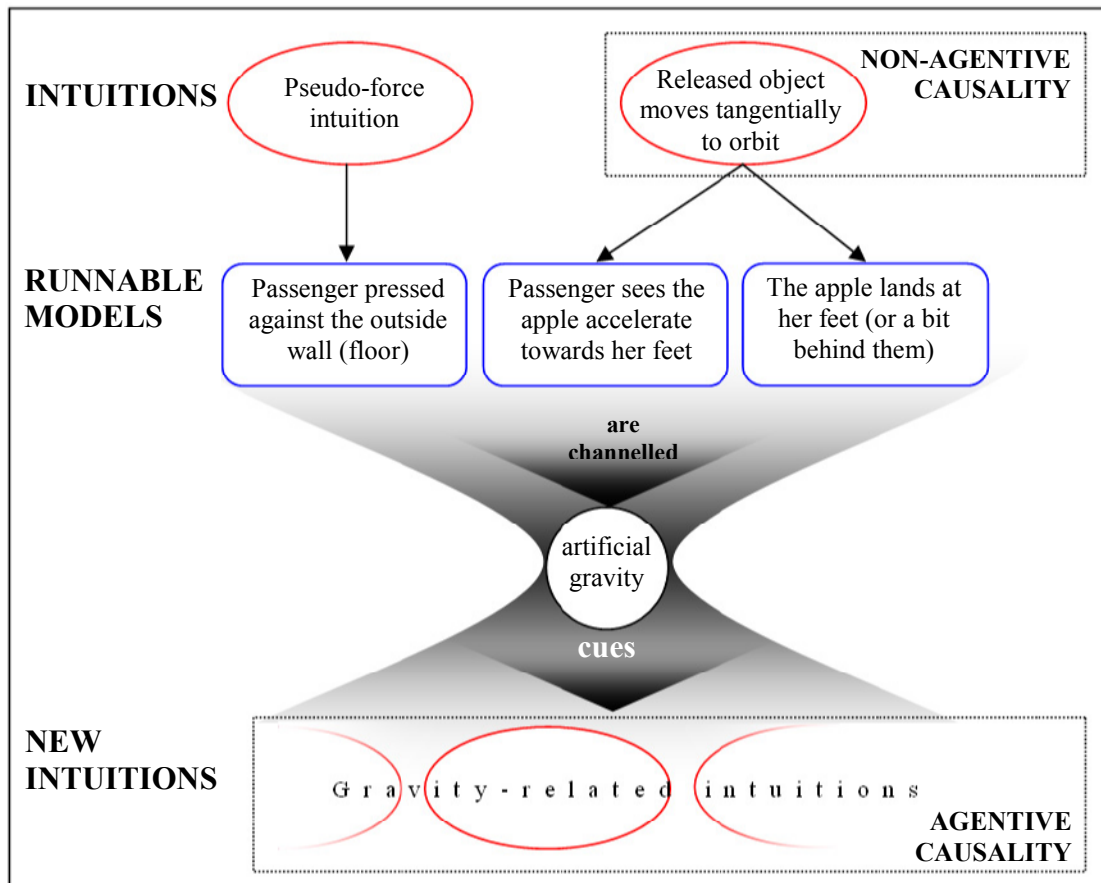 INTUITIONS
Pseudo-force
intuition
Released object
moves tangentially
to orbit
NON-AGENTIVE
CAUSALITY
RUNNABLE
MODELS
Passenger pressed
against the outside
wall (floor)
Passenger sees the
apple accelerate
towards her feet
The apple lands at
her feet (or a bit
behind them)
are
channelled
artificial
gravity
cues
NEW
INTUITIONS
Gravity-related intuitions
AGENTIVE
CAUSALITY